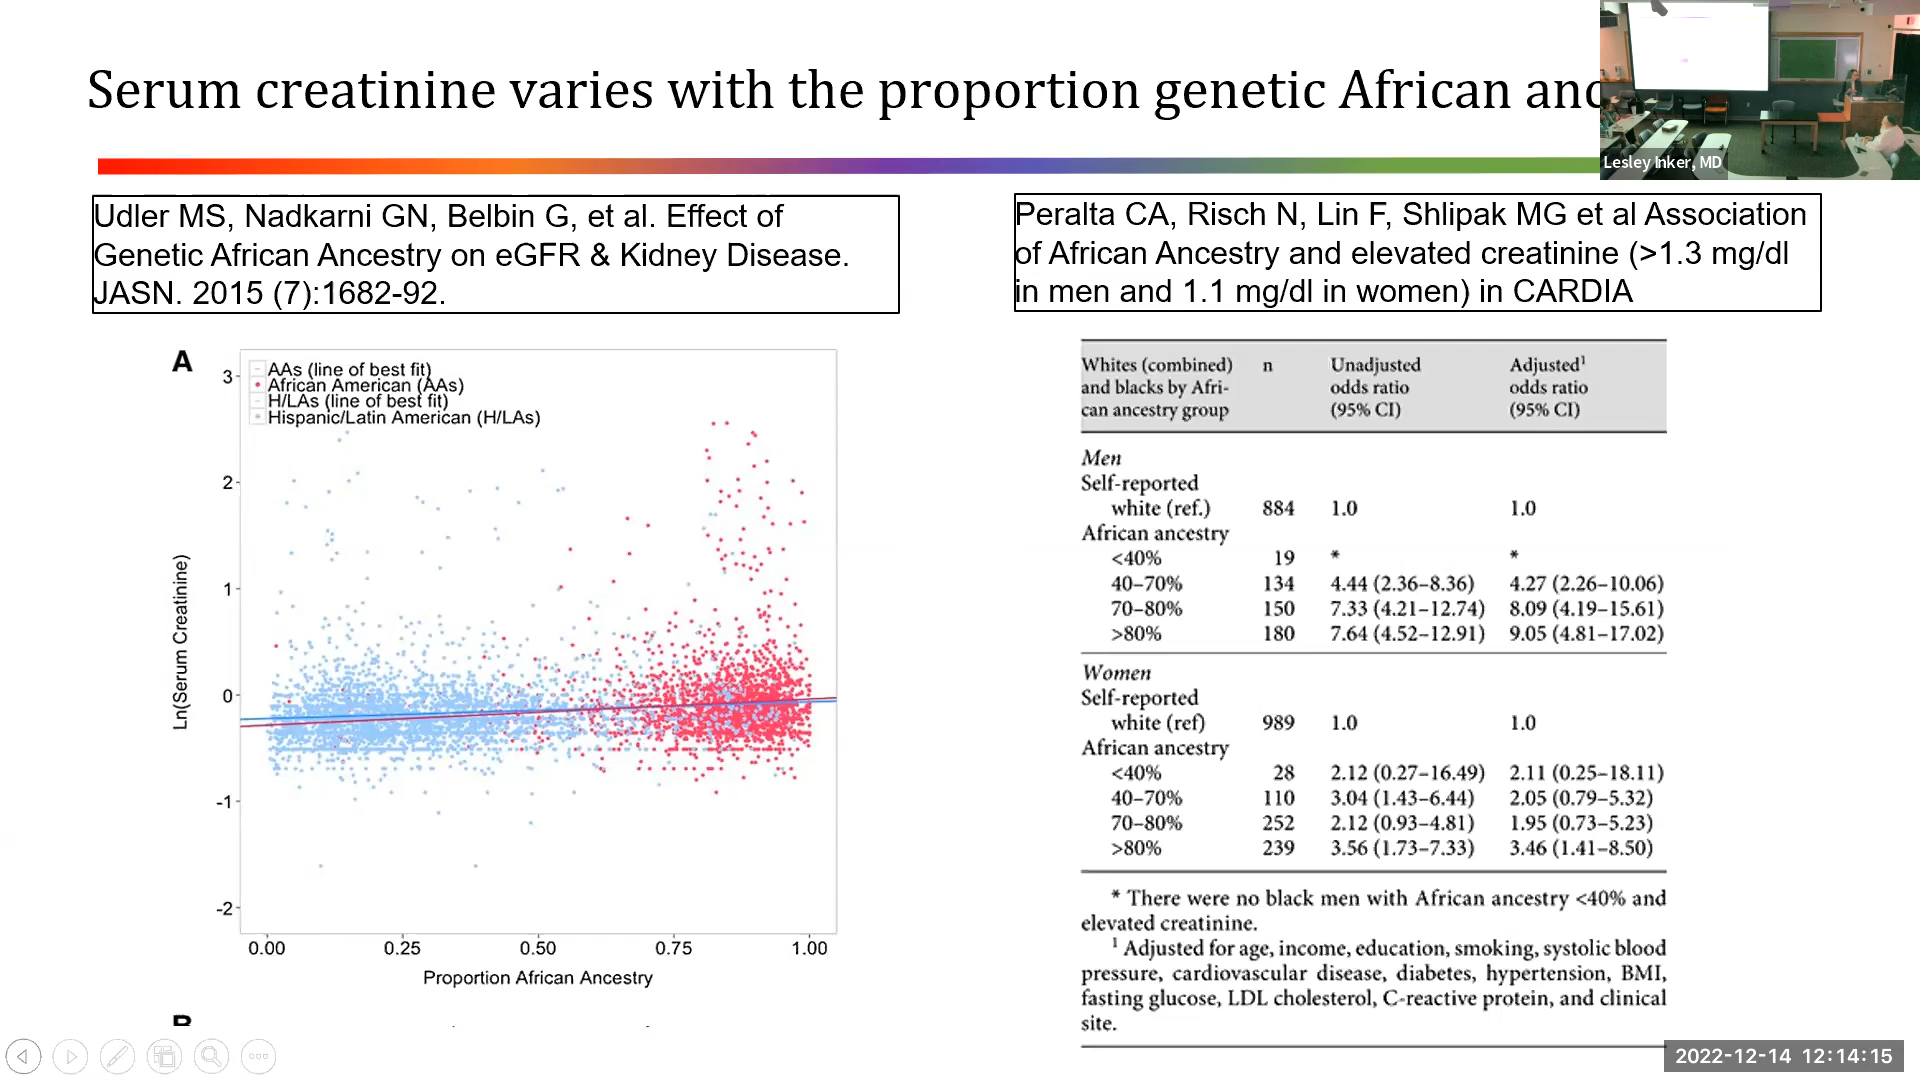 Serum creatinine varies with the proportion genetic African anc
Lesley Inker, MD
Udler MS, Nadkarni GN, Belbin G, et al. Effect of
Genetic African Ancestry on eGFR & Kidney Disease.
JASN. 2015 (7):1682-92.
Peralta CA, Risch N, Lin F, Shlipak MG et al Association
of African Ancestry and elevated creatinine (>1.3 mg/dl
in men and 1.1 mg/dl in women) in CARDIA
A
AAs (line of best fit)
African American (AAs)
H/LAs (line of best fit)
Hispanic/Latin American (H/LAs)
Ln(Serum Creatinine)
3
2
1
0
-1
-2
0.00 0.25 0.50 0.75 1.00
Proportion African Ancestry
B
Whites (combined) n Unadjusted Adjusted¹
and blacks by Afri- odds ratio odds ratio
can ancestry group (95% CI) (95% CI)
Men
Self-reported
white (ref.) 884 1.0 1.0
African ancestry
<40% 19 * *
40–70% 134 4.44 (2.36–8.36) 4.27 (2.26–10.06)
70–80% 150 7.33 (4.21–12.74) 8.09 (4.19–15.61)
>80% 180 7.64 (4.52–12.91) 9.05 (4.81–17.02)
Women
Self-reported
white (ref) 989 1.0 1.0
African ancestry
<40% 28 2.12 (0.27–16.49) 2.11 (0.25–18.11)
40–70% 110 3.04 (1.43–6.44) 2.05 (0.79–5.32)
70–80% 252 2.12 (0.93–4.81) 1.95 (0.73–5.23)
>80% 239 3.56 (1.73–7.33) 3.46 (1.41–8.50)
* There were no black men with African ancestry <40% and
elevated creatinine.
¹ Adjusted for age, income, education, smoking, systolic blood
pressure, cardiovascular disease, diabetes, hypertension, BMI,
fasting glucose, LDL cholesterol, C-reactive protein, and clinical
site.
2022-12-14 12:14:15